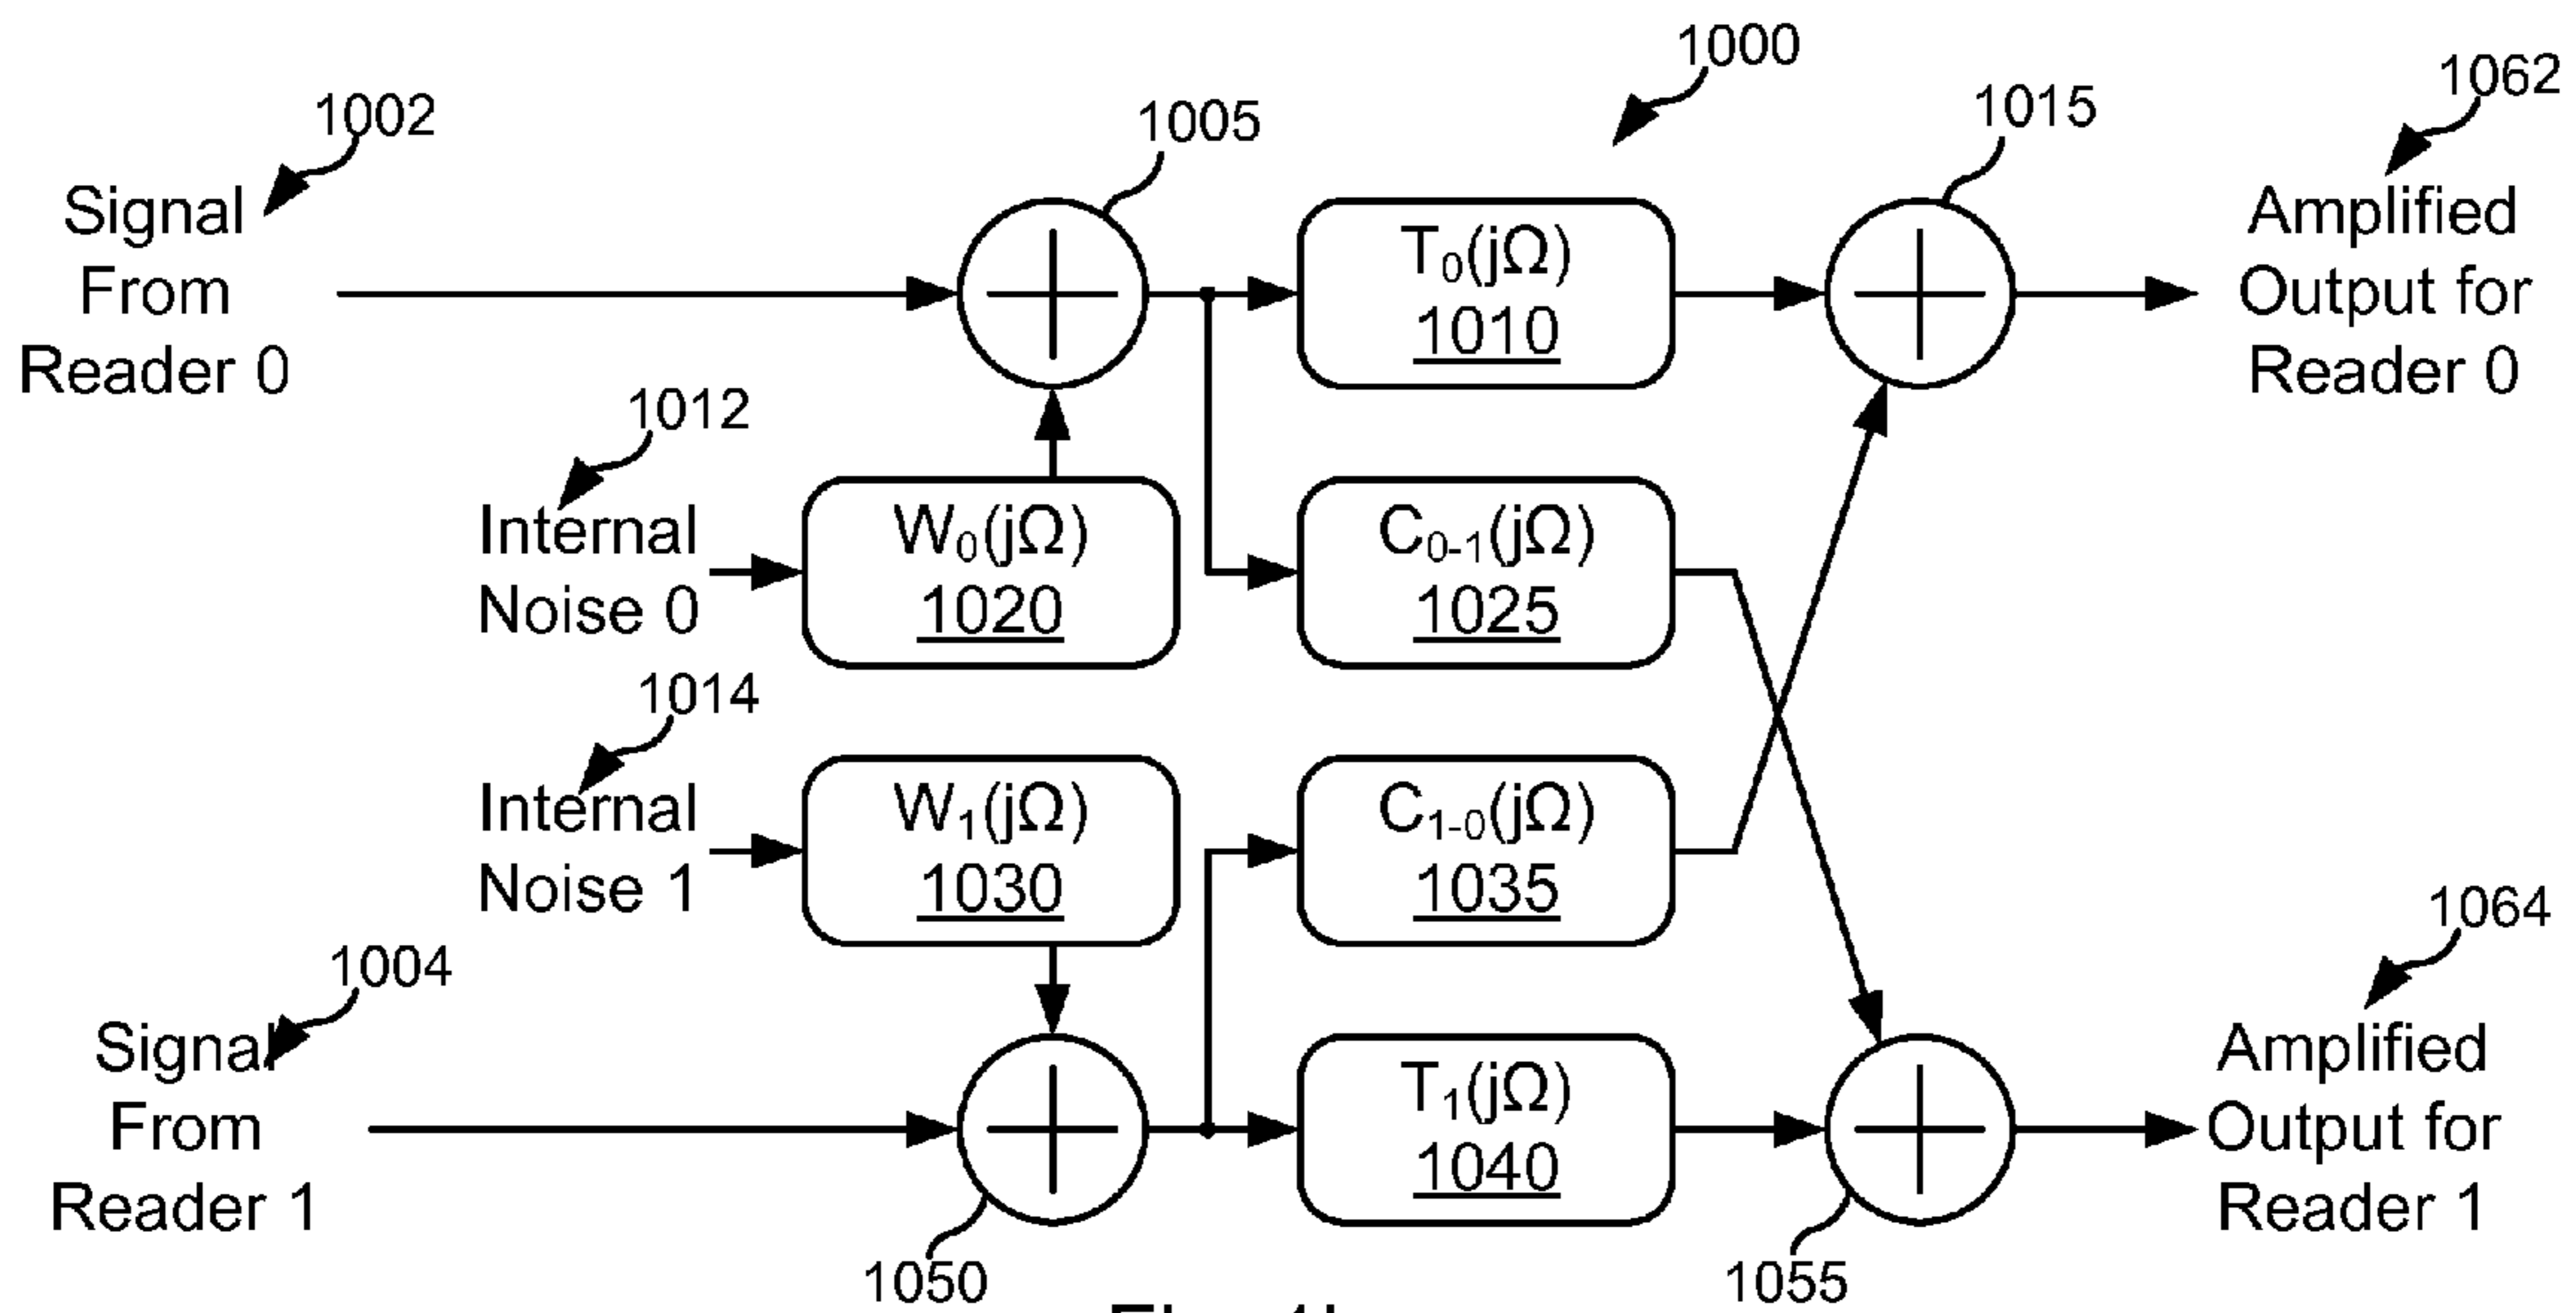 1000
1002
1005
1015
1062
Signal
From
Reader 0
T₀(jΩ)
1010
Amplified
Output for
Reader 0
1012
Internal
Noise 0
W₀(jΩ)
1020
C₀₋₁(jΩ)
1025
1014
Internal
Noise 1
W₁(jΩ)
1030
C₁₋₀(jΩ)
1035
1004
1064
Signal
From
Reader 1
T₁(jΩ)
1040
Amplified
Output for
Reader 1
1050
1055